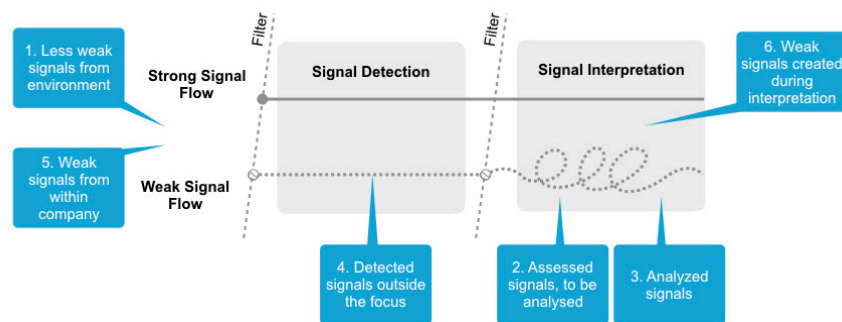 Filter
Filter
1. Less weak
signals from
environment
Strong Signal
Flow
Signal Detection
Signal Interpretation
6. Weak
signals created
during
interpretation
5. Weak
signals from
within
company
Weak Signal
Flow
4. Detected
signals outside
the focus
2. Assessed
signals, to be
analysed
3. Analyzed
signals